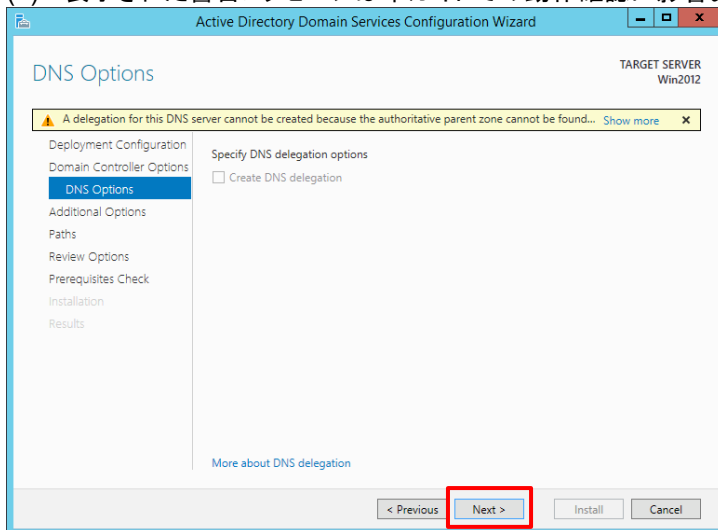 Active Directory Domain Services Configuration Wizard
DNS Options
TARGET SERVER
Win2012
A delegation for this DNS server cannot be created because the authoritative parent zone cannot be found... Show more
Deployment Configuration
Domain Controller Options
DNS Options
Additional Options
Paths
Review Options
Prerequisites Check
Installation
Results
Specify DNS delegation options
Create DNS delegation
More about DNS delegation
< Previous
Next >
Install
Cancel